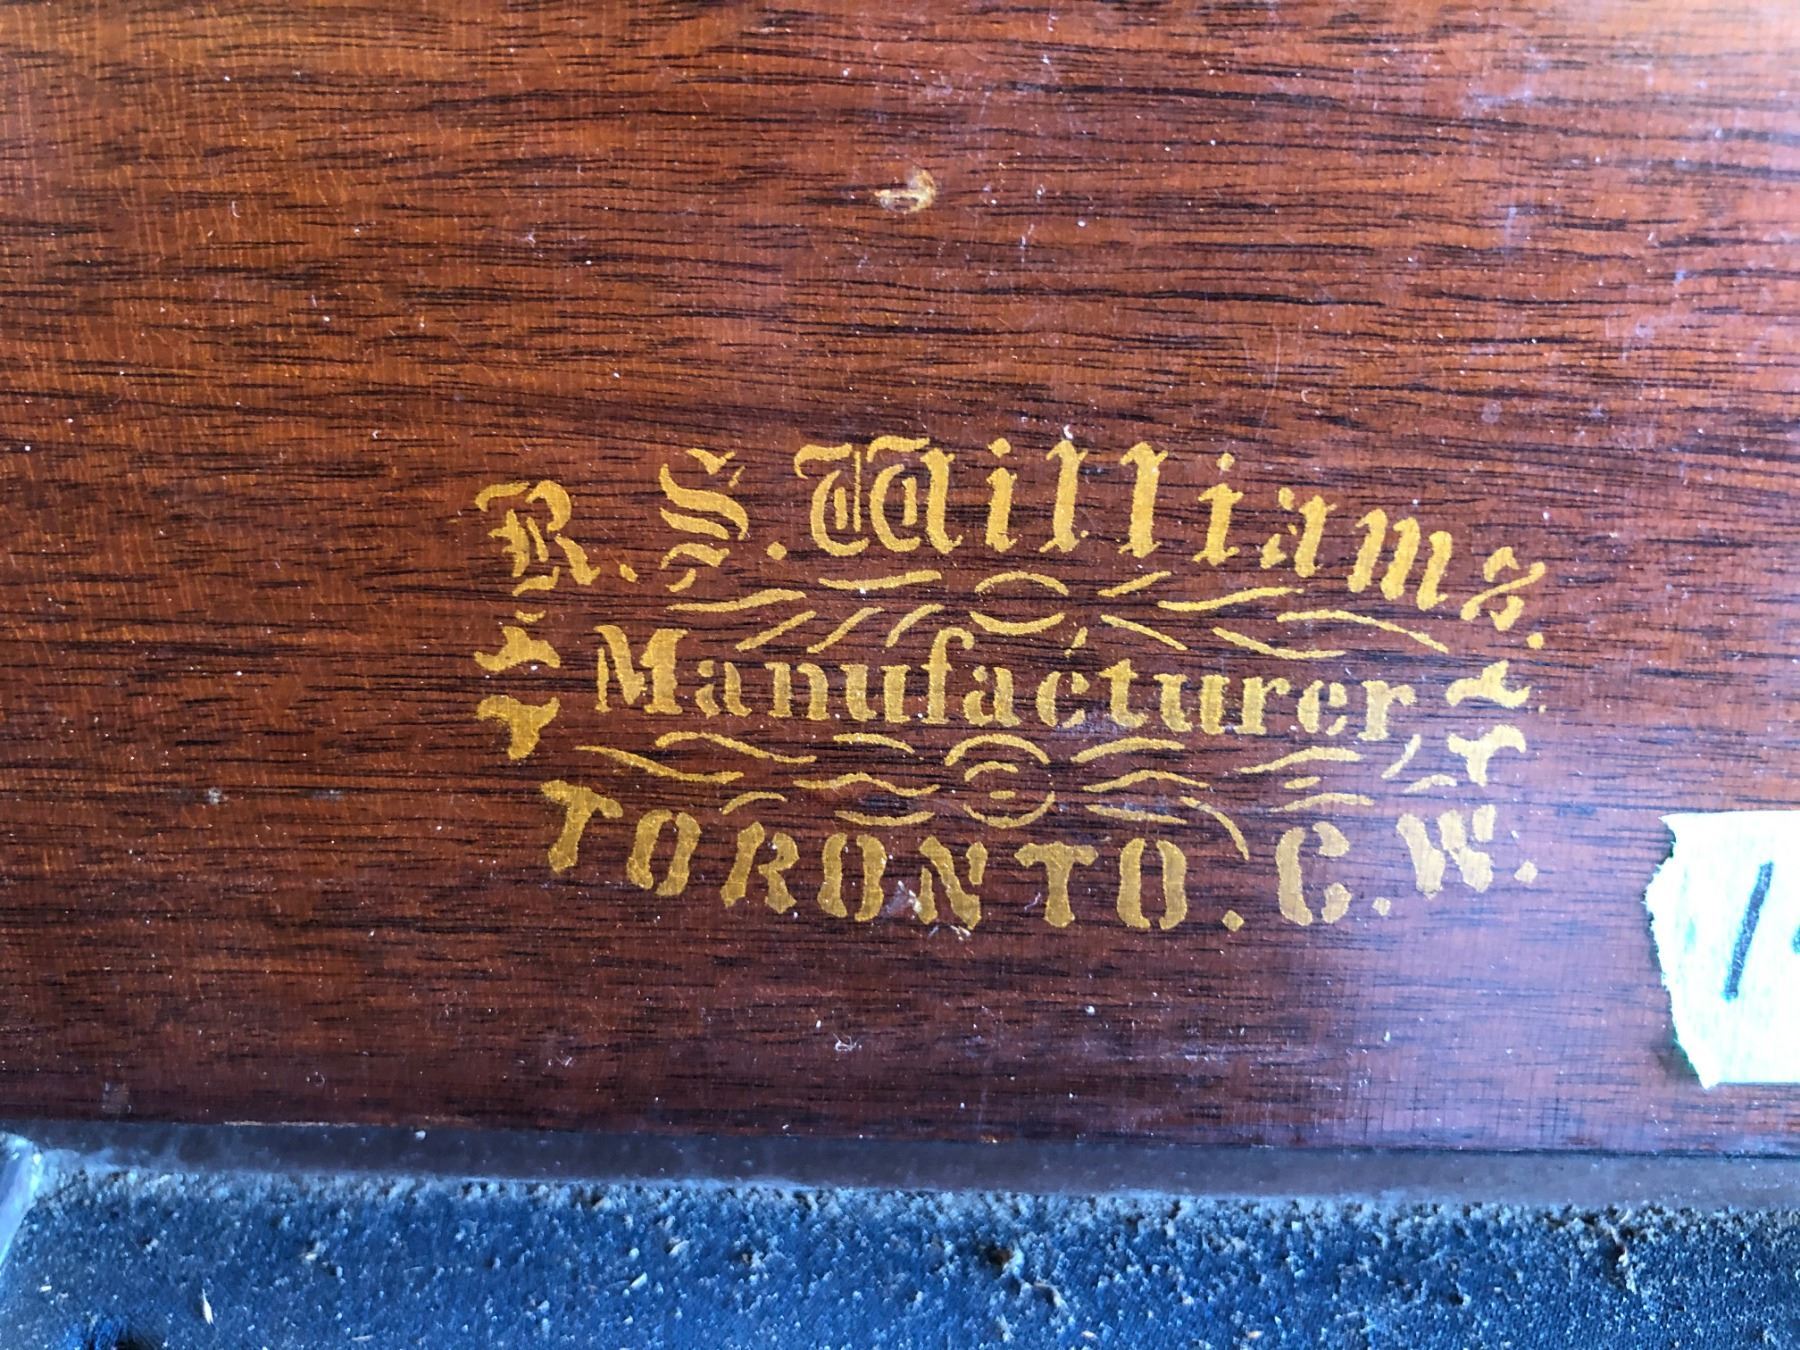 R. S. Williams.
Manufacturer
TORONTO. C. W.